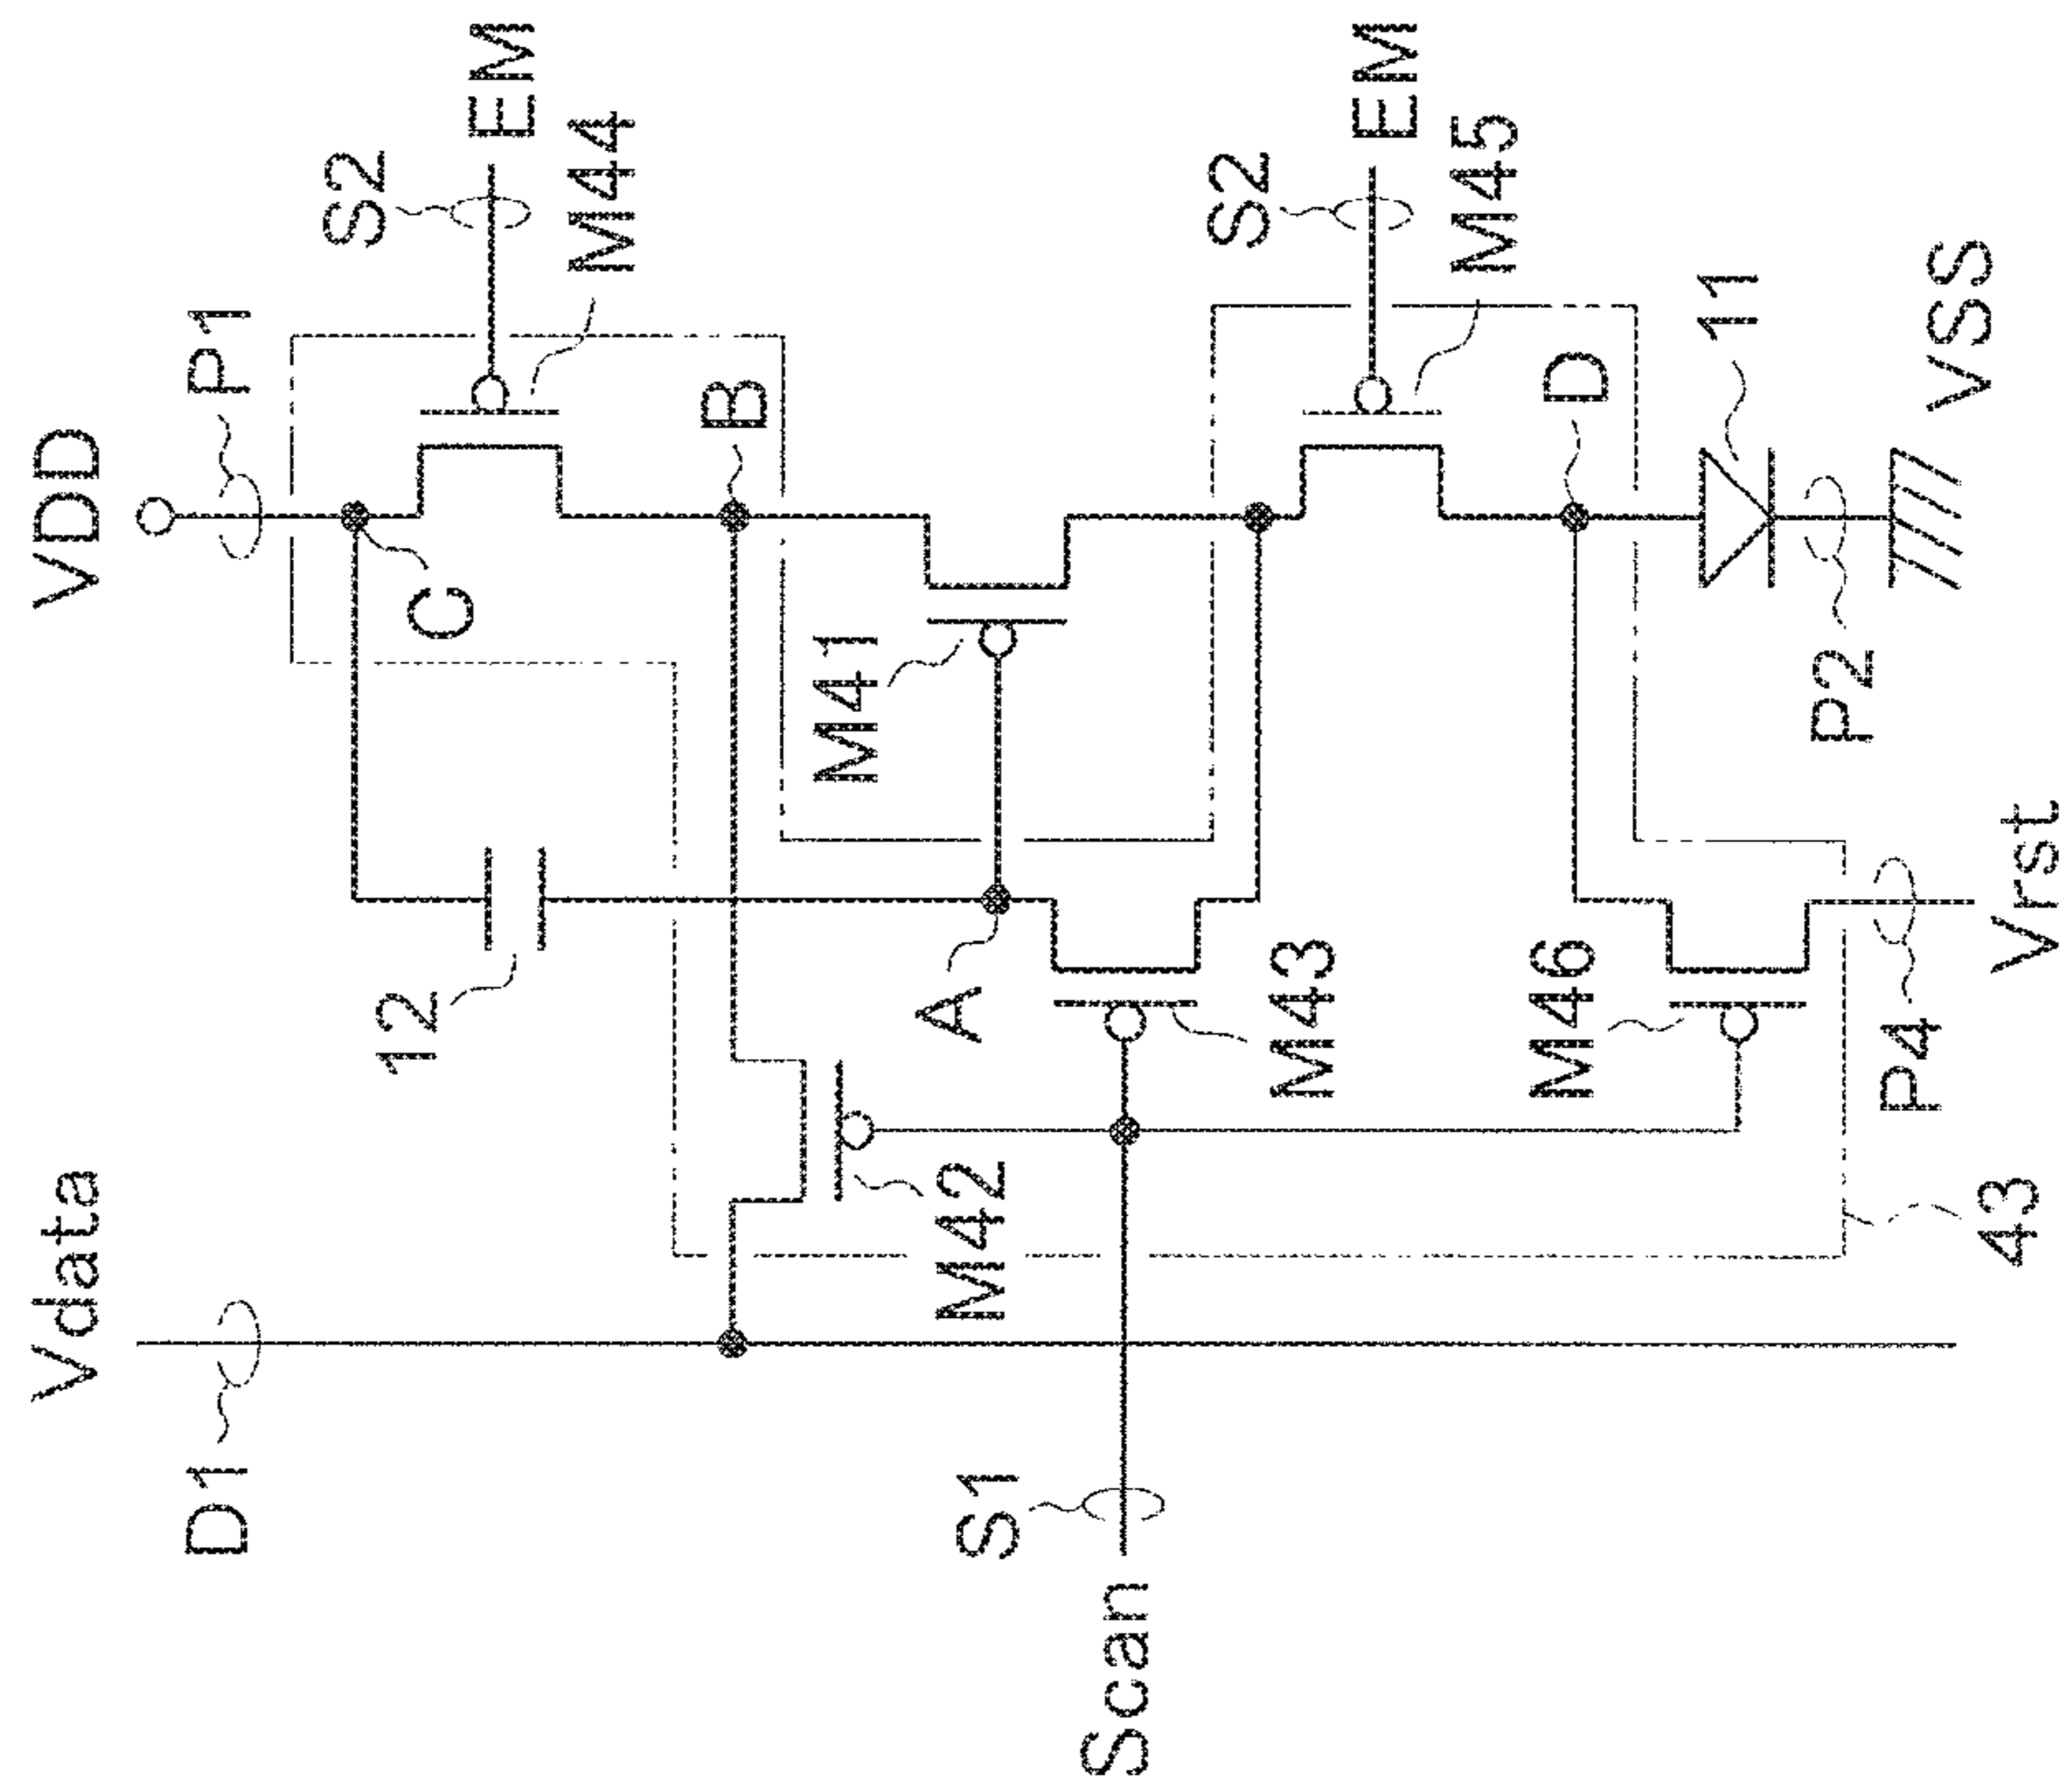 VDD
P1
S2
EM
M44
C
B
12
M41
A
M42
M43
S2
EM
M45
D
M46
11
P2
VSS
P4
Vrst
43
Vdata
D1
S1
Scan